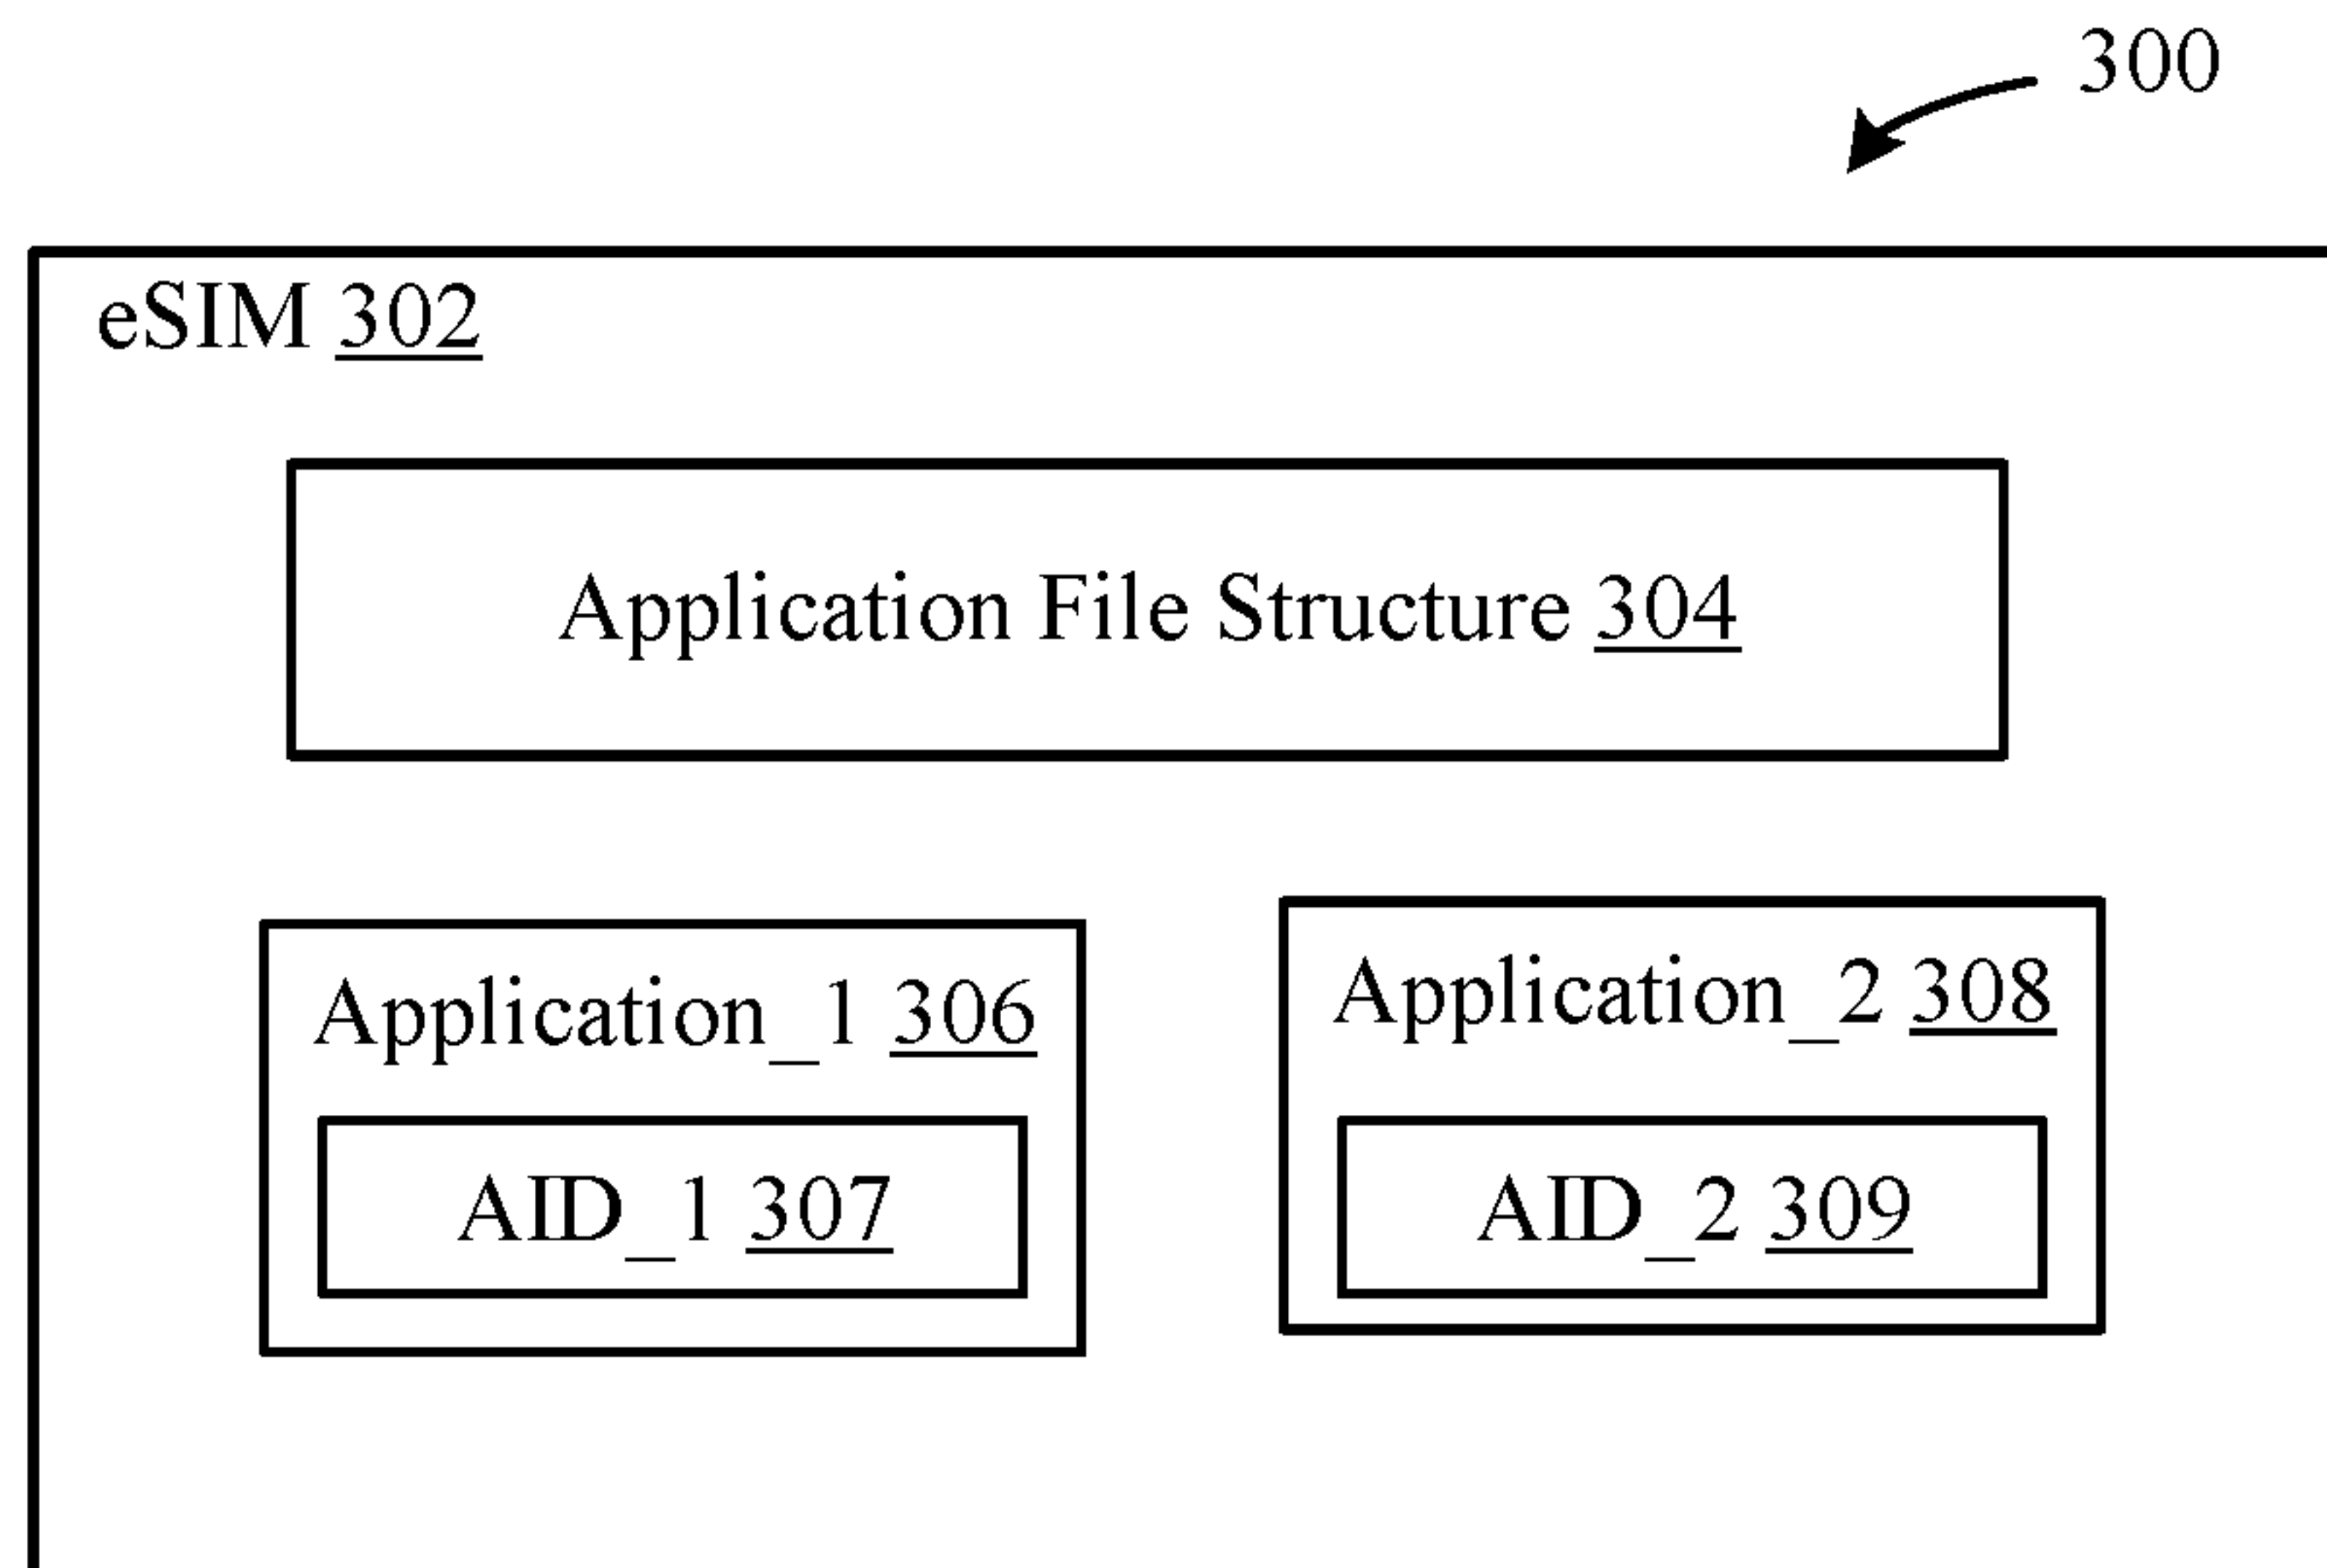 300
eSIM 302
Application File Structure 304
Application_1 306
AID_1 307
Application_2 308
AID_2 309